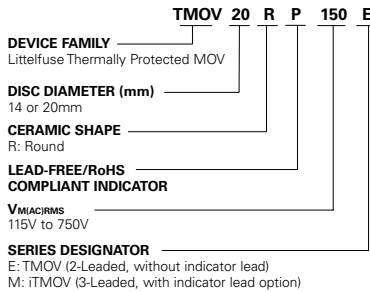 TMOV 20 R P 150 E
DEVICE FAMILY
Littelfuse Thermally Protected MOV
DISC DIAMETER (mm)
14 or 20mm
CERAMIC SHAPE
R: Round
LEAD-FREE/RoHS
COMPLIANT INDICATOR
VM(AC)RMS
115V to 750V
SERIES DESIGNATOR
E: TMOV (2-Leaded, without indicator lead)
M: iTMOV (3-Leaded, with indicator lead option)